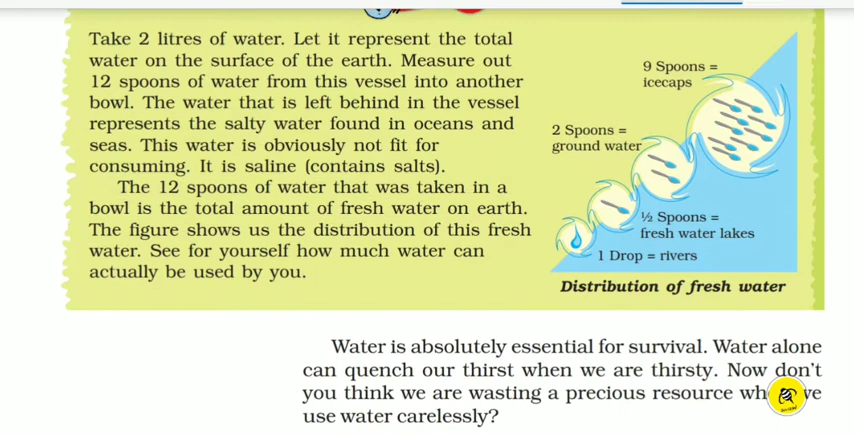 Take 2 litres of water. Let it represent the total
water on the surface of the earth. Measure out
12 spoons of water from this vessel into another
bowl. The water that is left behind in the vessel
represents the salty water found in oceans and
seas. This water is obviously not fit for
consuming. It is saline (contains salts).
The 12 spoons of water that was taken in a
bowl is the total amount of fresh water on earth.
The figure shows us the distribution of this fresh
water. See for yourself how much water can
actually be used by you.
9 Spoons =
icecaps
2 Spoons =
ground water
½ Spoons =
fresh water lakes
1 Drop = rivers
Distribution of fresh water
Water is absolutely essential for survival. Water alone
can quench our thirst when we are thirsty. Now don't
you think we are wasting a precious resource
use water carelessly?